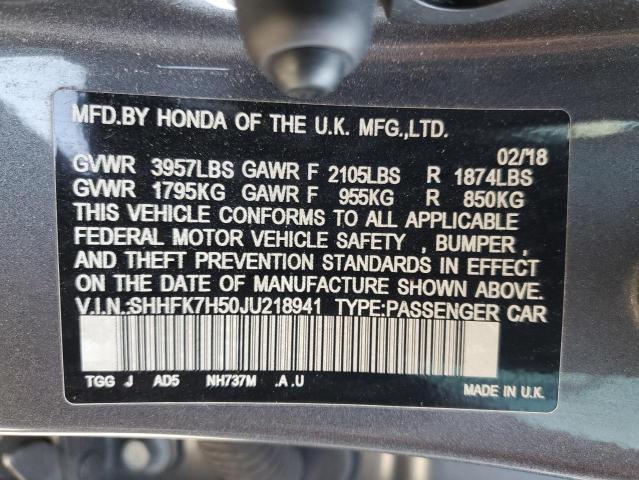 MFD.BY HONDA OF THE U.K. MFG.,LTD.
02/18
GVWR 3957LBS GAWR F 2105LBS R 1874LBS
GVWR 1795KG GAWR F 955KG R 850KG
THIS VEHICLE CONFORMS TO ALL APPLICABLE
FEDERAL MOTOR VEHICLE SAFETY , BUMPER ,
AND THEFT PREVENTION STANDARDS IN EFFECT
ON THE DATE OF MANUFACTURE SHOWN ABOVE.
V.I.N.:SHHFK7H50JU218941 TYPE:PASSENGER CAR
TGG J AD5 NH737M .A.U
MADE IN U.K.